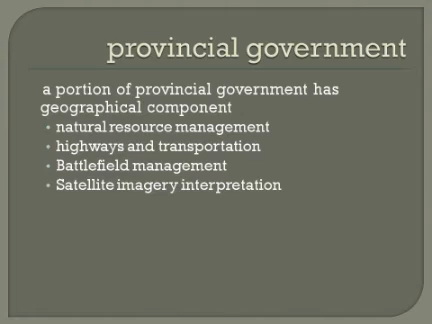 provincial government
a portion of provincial government has
geographical component
• natural resource management
• highways and transportation
• Battlefield management
• Satellite imagery interpretation